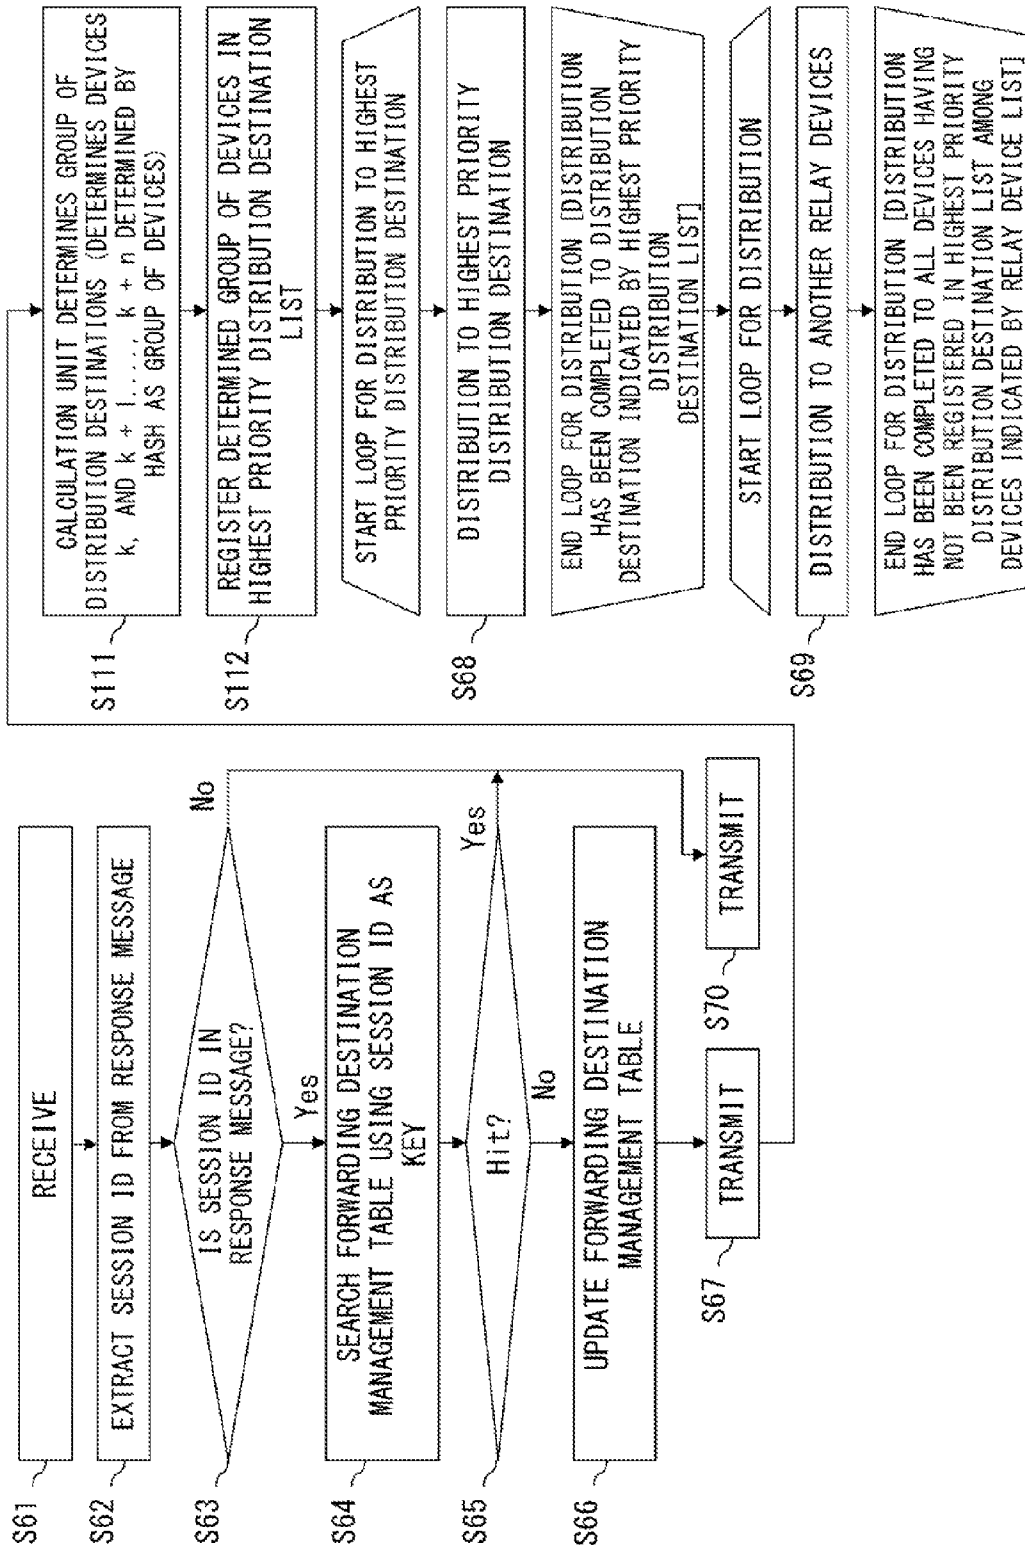 S61
RECEIVE
S62
EXTRACT SESSION ID FROM RESPONSE MESSAGE
S63
IS SESSION ID IN
RESPONSE MESSAGE?
No
Yes
S64
SEARCH FORWARDING DESTINATION
MANAGEMENT TABLE USING SESSION ID AS
KEY
S65
Hit?
Yes
No
S66
UPDATE FORWARDING DESTINATION
MANAGEMENT TABLE
S67
TRANSMIT
S70
TRANSMIT
S111
CALCULATION UNIT DETERMINES GROUP OF
DISTRIBUTION DESTINATIONS (DETERMINES DEVICES
k, AND k + 1....., k + n DETERMINED BY
HASH AS GROUP OF DEVICES)
S112
REGISTER DETERMINED GROUP OF DEVICES IN
HIGHEST PRIORITY DISTRIBUTION DESTINATION
LIST
START LOOP FOR DISTRIBUTION TO HIGHEST
PRIORITY DISTRIBUTION DESTINATION
S68
DISTRIBUTION TO HIGHEST PRIORITY
DISTRIBUTION DESTINATION
END LOOP FOR DISTRIBUTION [DISTRIBUTION
HAS BEEN COMPLETED TO DISTRIBUTION
DESTINATION INDICATED BY HIGHEST PRIORITY
DISTRIBUTION
DESTINATION LIST]
START LOOP FOR DISTRIBUTION
S69
DISTRIBUTION TO ANOTHER RELAY DEVICES
END LOOP FOR DISTRIBUTION [DISTRIBUTION
HAS BEEN COMPLETED TO ALL DEVICES HAVING
NOT BEEN REGISTERED IN HIGHEST PRIORITY
DISTRIBUTION DESTINATION LIST AMONG
DEVICES INDICATED BY RELAY DEVICE LIST]